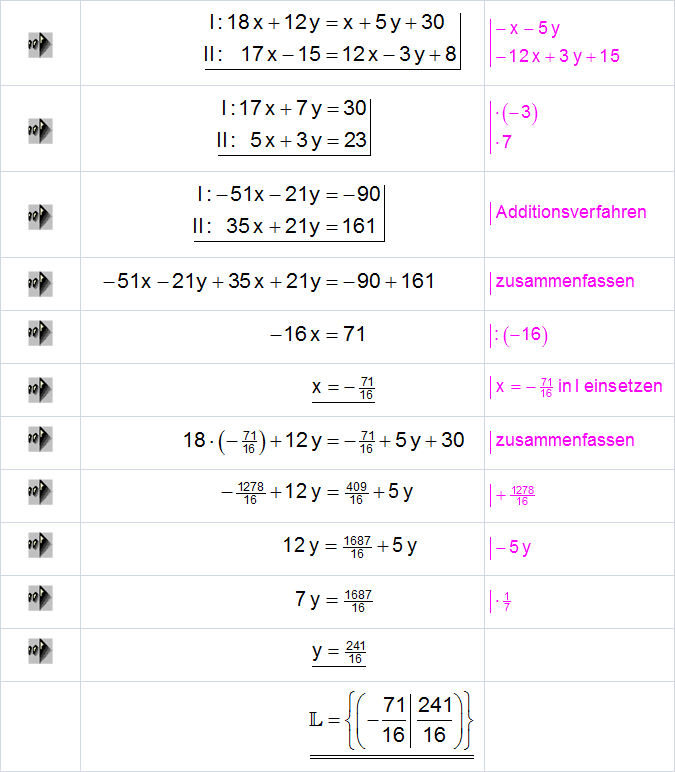 I: 18x + 12y = x + 5y + 30 | −x − 5y
II: 17x − 15 = 12x − 3y + 8 | −12x + 3y + 15
I: 17x + 7y = 30 | ·(−3)
II: 5x + 3y = 23 | ·7
I: −51x − 21y = −90
II: 35x + 21y = 161 | Additionsverfahren
−51x − 21y + 35x + 21y = −90 + 161 | zusammenfassen
−16x = 71 | :(−16)
x = −71/16 | x = −71/16 in I einsetzen
18·(−71/16) + 12y = −71/16 + 5y + 30 | zusammenfassen
−1278/16 + 12y = 409/16 + 5y | +1278/16
12y = 1687/16 + 5y | −5y
7y = 1687/16 | ·1/7
y = 241/16
𝕃 = {(−71/16 | 241/16)}